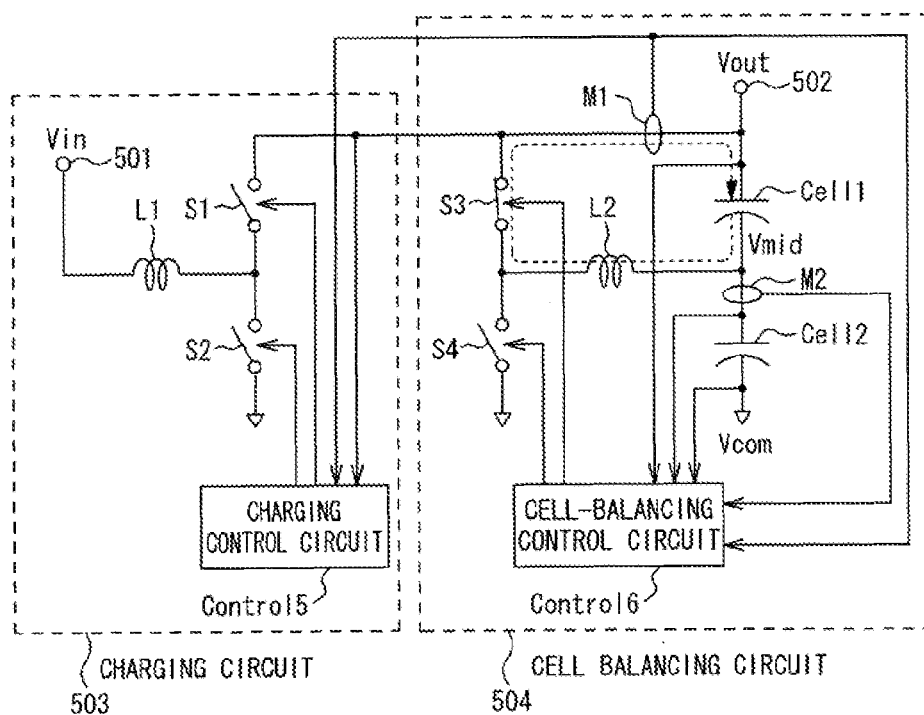 Vout
502
M1
Vin
501
S1
L1
S3
L2
Cell1
Vmid
M2
S2
S4
Cell2
Vcom
CHARGING
CONTROL CIRCUIT
CELL-BALANCING
CONTROL CIRCUIT
Control5
Control6
CHARGING CIRCUIT
CELL BALANCING CIRCUIT
503
504